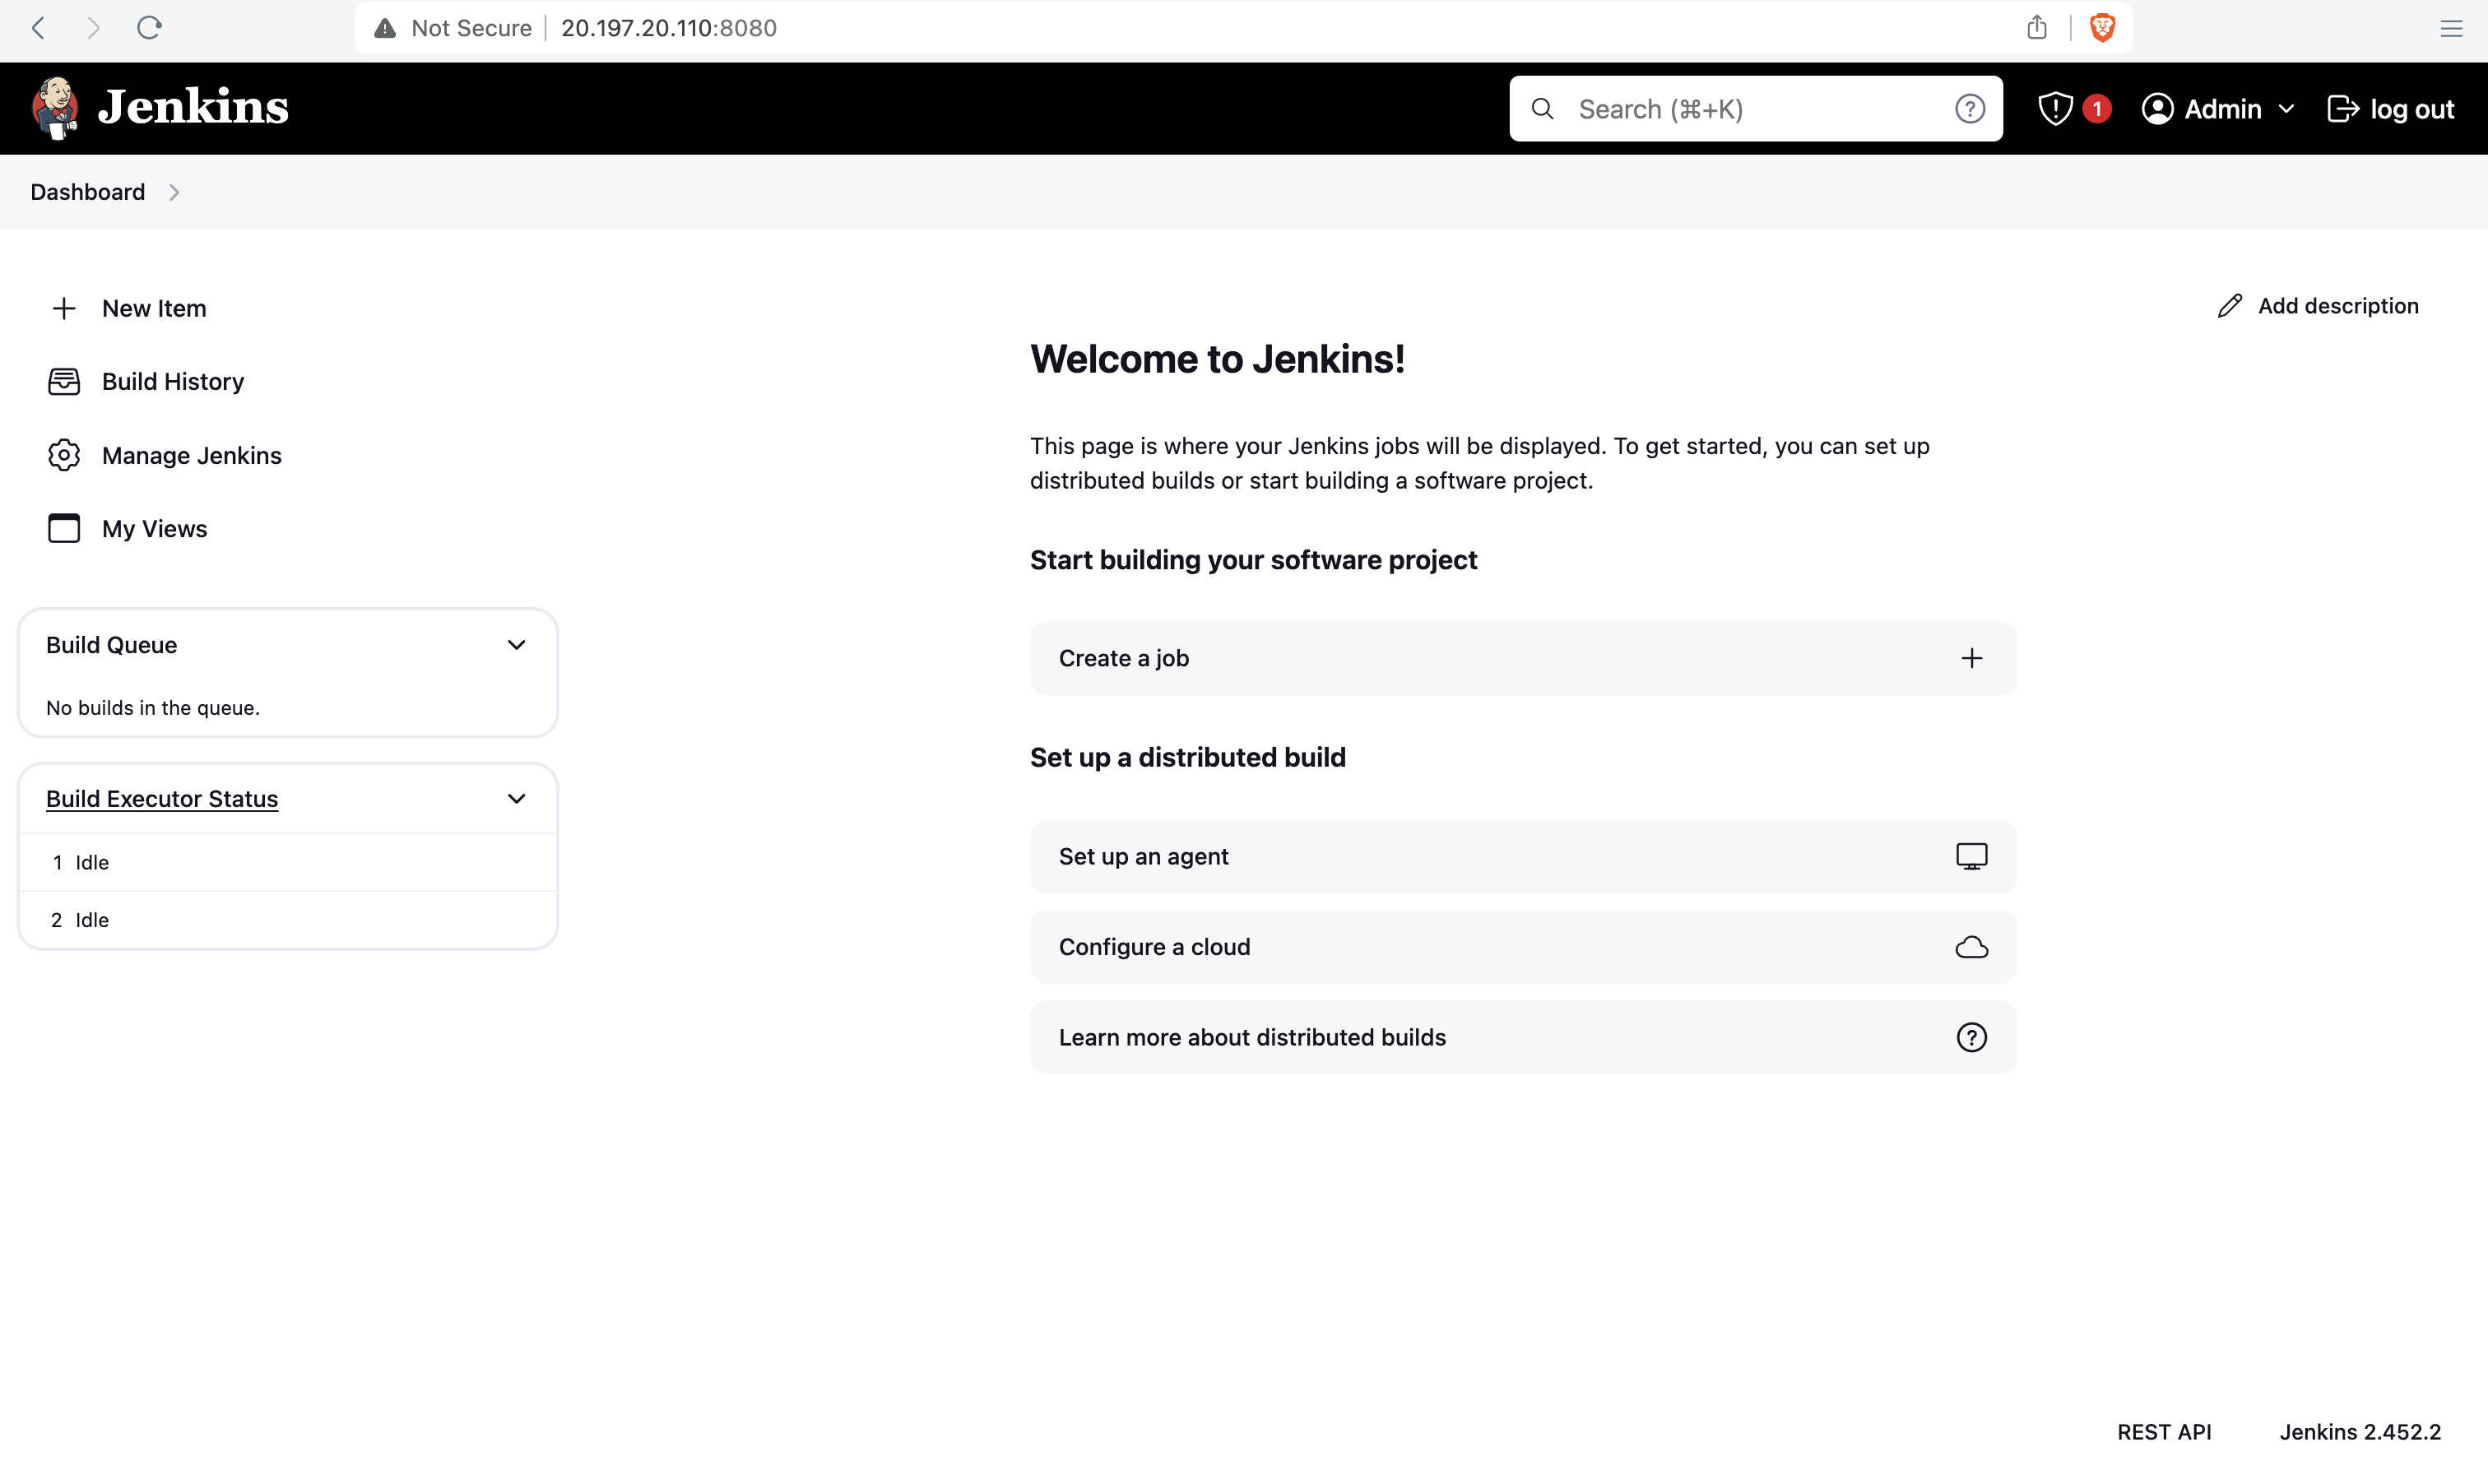 Not Secure 20.197.20.110:8080
Jenkins
Search (⌘+K)
1
Admin
log out
Dashboard
New Item
Build History
Manage Jenkins
My Views
Build Queue
No builds in the queue.
Build Executor Status
1 Idle
2 Idle
Add description
Welcome to Jenkins!
This page is where your Jenkins jobs will be displayed. To get started, you can set up
distributed builds or start building a software project.
Start building your software project
Create a job
Set up a distributed build
Set up an agent
Configure a cloud
Learn more about distributed builds
REST API
Jenkins 2.452.2